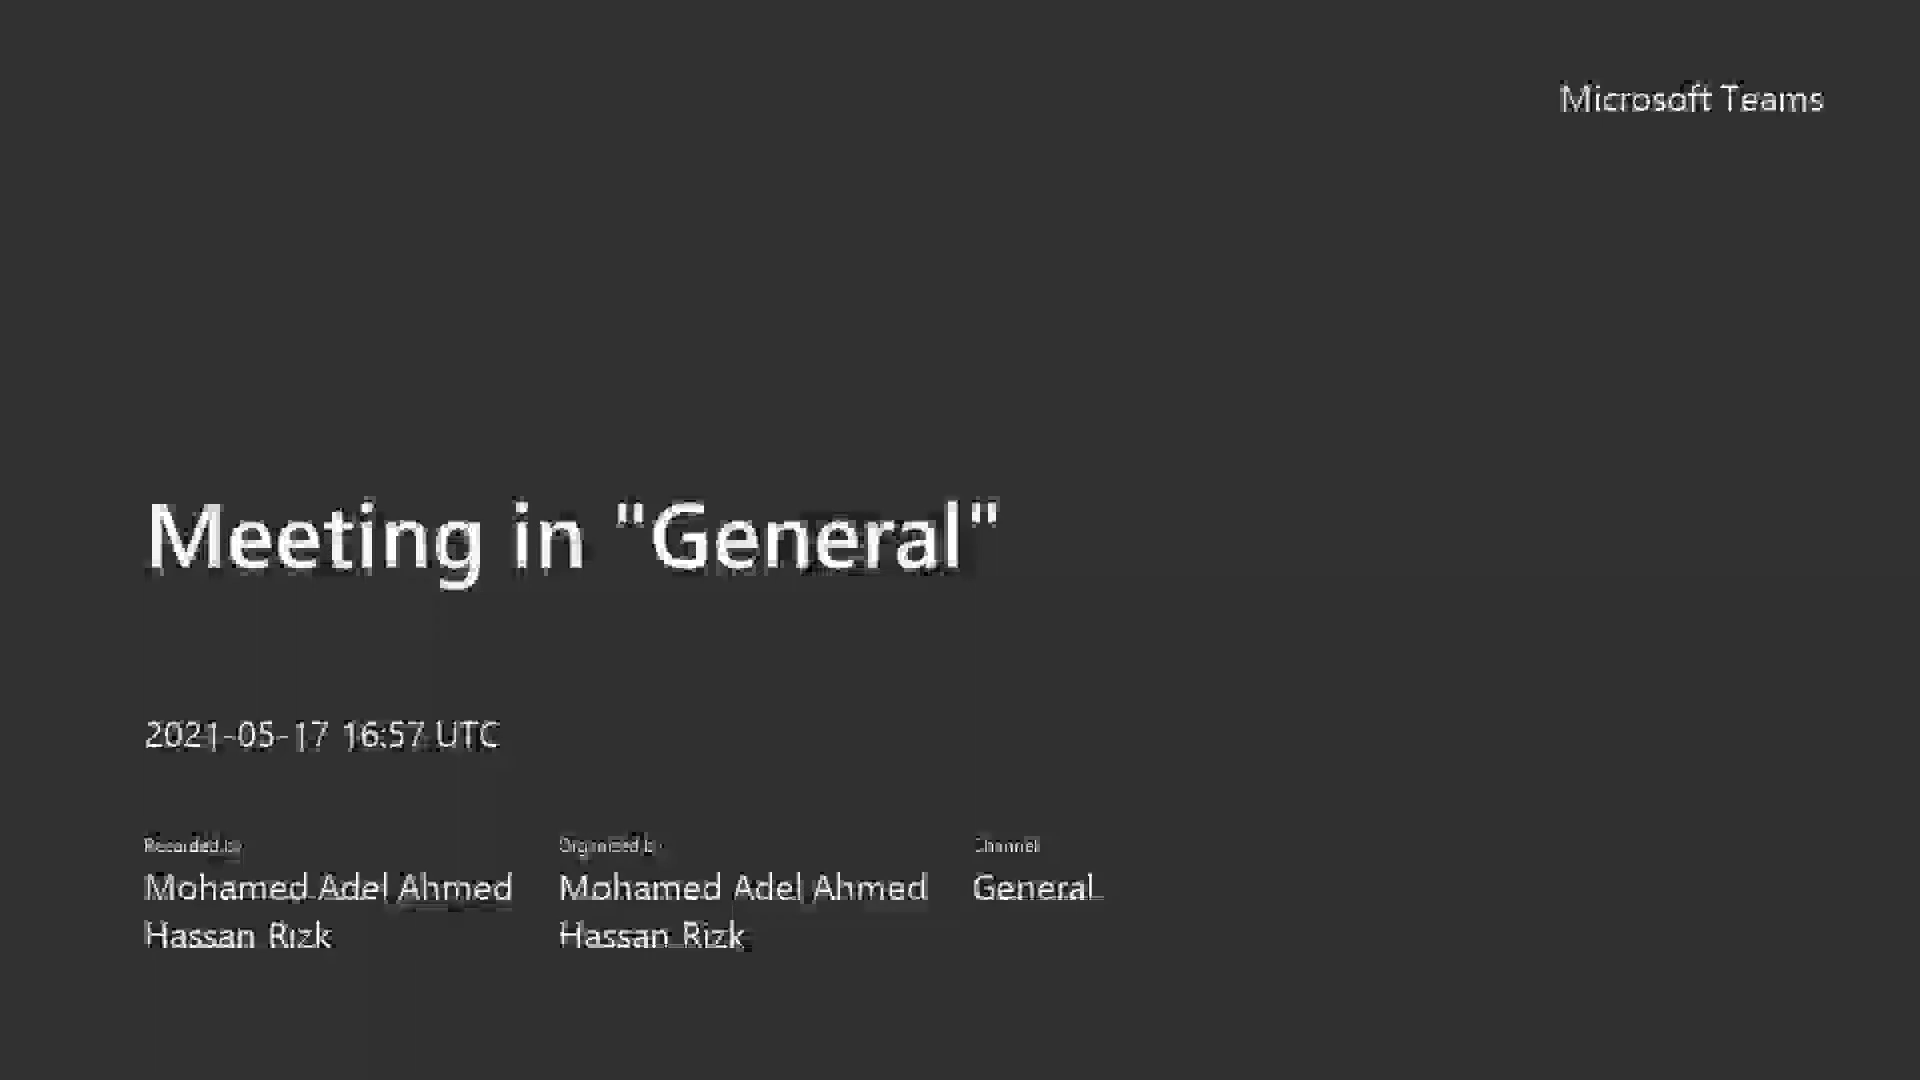 Microsoft Teams
Meeting in "General"
2021-05-17 16:57 UTC
Recorded by
Organized by
Channel
Mohamed Adel Ahmed
Hassan Rizk
Mohamed Adel Ahmed
Hassan Rizk
General